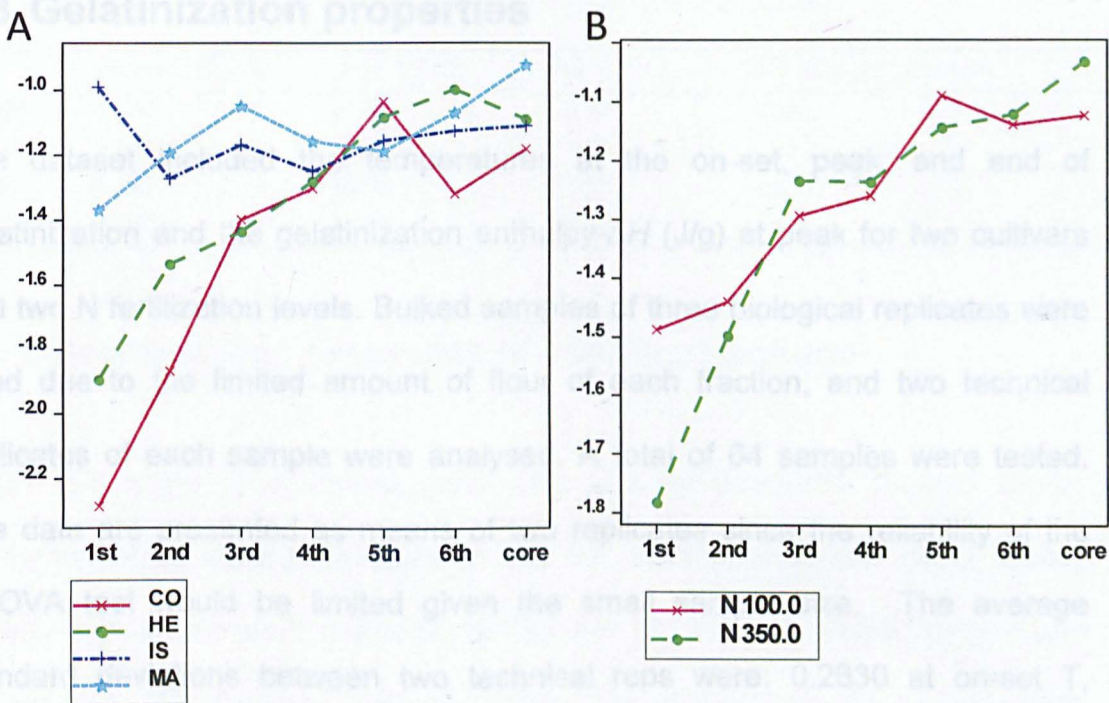 Gelatinization properties
A
B
-1.0
-1.2
-1.4
-1.6
-1.8
-2.0
-2.2
1st 2nd 3rd 4th 5th 6th core
CO
HE
IS
MA
-1.1
-1.2
-1.3
-1.4
-1.5
-1.6
-1.7
-1.8
1st 2nd 3rd 4th 5th 6th core
N 100.0
N 350.0
dataset included the temperatures at the on-set, peak and end of
and the gelatinization enthalpy H (J/g) at peak for two cultivars
two N fertilization levels. Bulked samples of three biological replicates were
due to the limited amount of flour of each fraction, and two technical
of each sample were analysed. A total of 64 samples were tested.
data are presented as means of two replicates since the reliability of the
test would be limited given the small sample size. The average
deviations between two technical reps were: 0.2830 at on-set T,